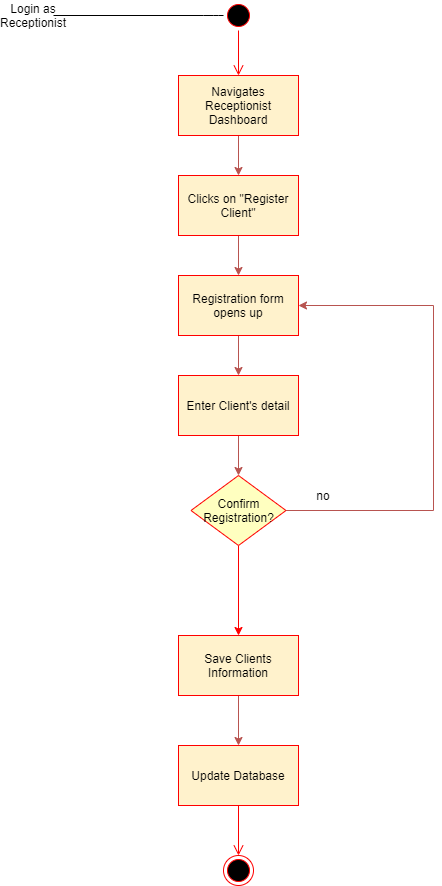 Login as
Receptionist
Navigates
Receptionist
Dashboard
Clicks on "Register
Client"
Registration form
opens up
Enter Client's detail
Confirm
Registration?
no
Save Clients
Information
Update Database